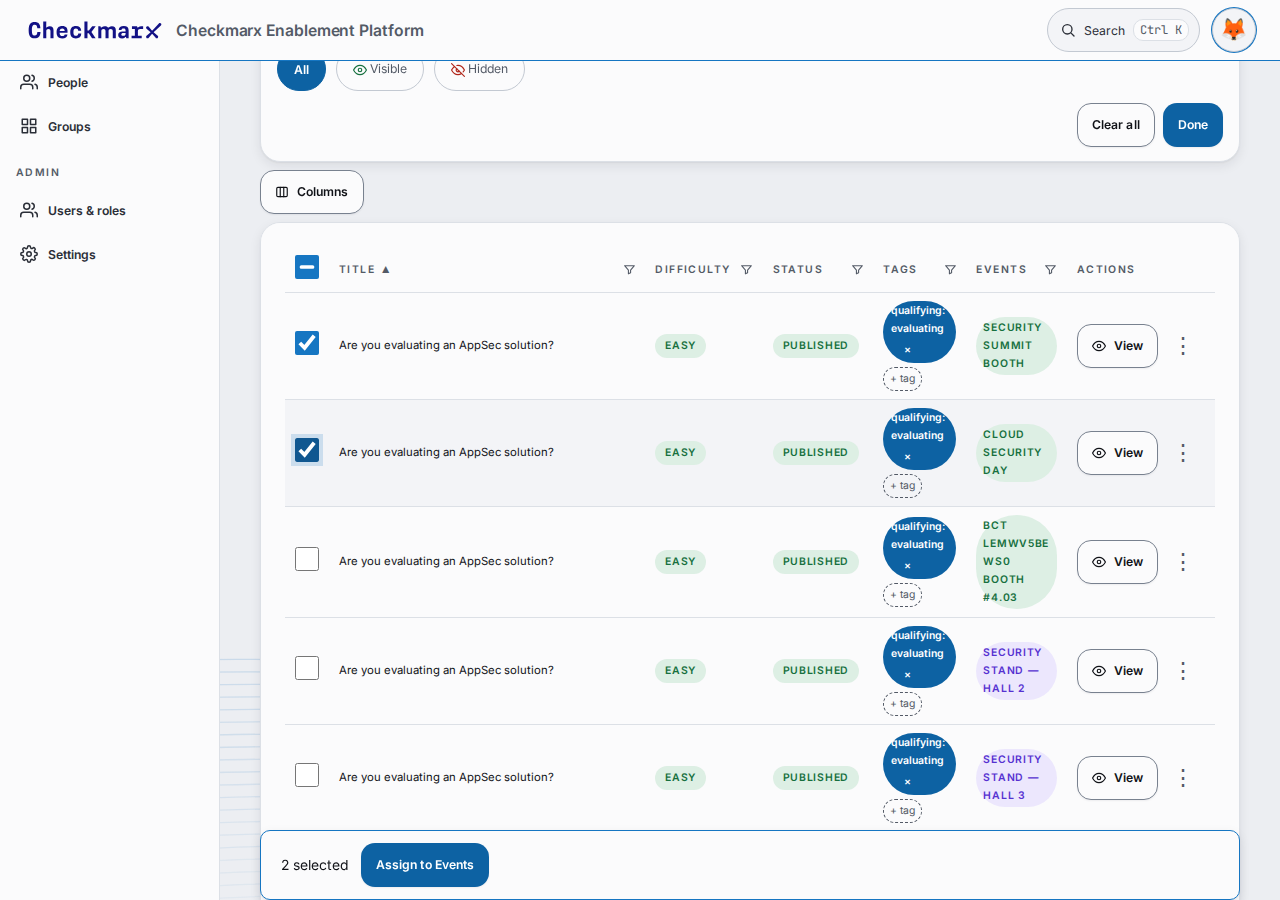 Checkmarx Checkmarx Enablement Platform Search Ctrl K
People
Groups
ADMIN
Users & roles
Settings
All Visible Hidden
Clear all Done
Columns
TITLE ▲ DIFFICULTY STATUS TAGS EVENTS ACTIONS
Are you evaluating an AppSec solution? EASY PUBLISHED
qualifying:
evaluating
×
+ tag
SECURITY
SUMMIT
BOOTH
View
Are you evaluating an AppSec solution? EASY PUBLISHED
qualifying:
evaluating
×
+ tag
CLOUD
SECURITY
DAY
View
Are you evaluating an AppSec solution? EASY PUBLISHED
qualifying:
evaluating
×
+ tag
BCT
LEMWV5BE
WS0
BOOTH
#4.03
View
Are you evaluating an AppSec solution? EASY PUBLISHED
qualifying:
evaluating
×
+ tag
SECURITY
STAND —
HALL 2
View
Are you evaluating an AppSec solution? EASY PUBLISHED
qualifying:
evaluating
×
+ tag
SECURITY
STAND —
HALL 3
View
2 selected Assign to Events